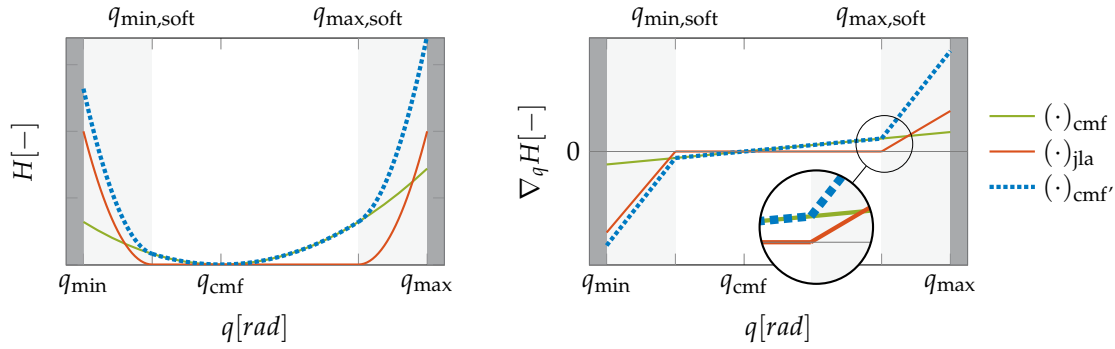 q_min,soft q_max,soft
H[−]
q_min q_cmf q_max
q[rad]
q_min,soft q_max,soft
∇_q H[−]
0
q_min q_cmf q_max
q[rad]
(·)_cmf
(·)_jla
(·)_cmf′